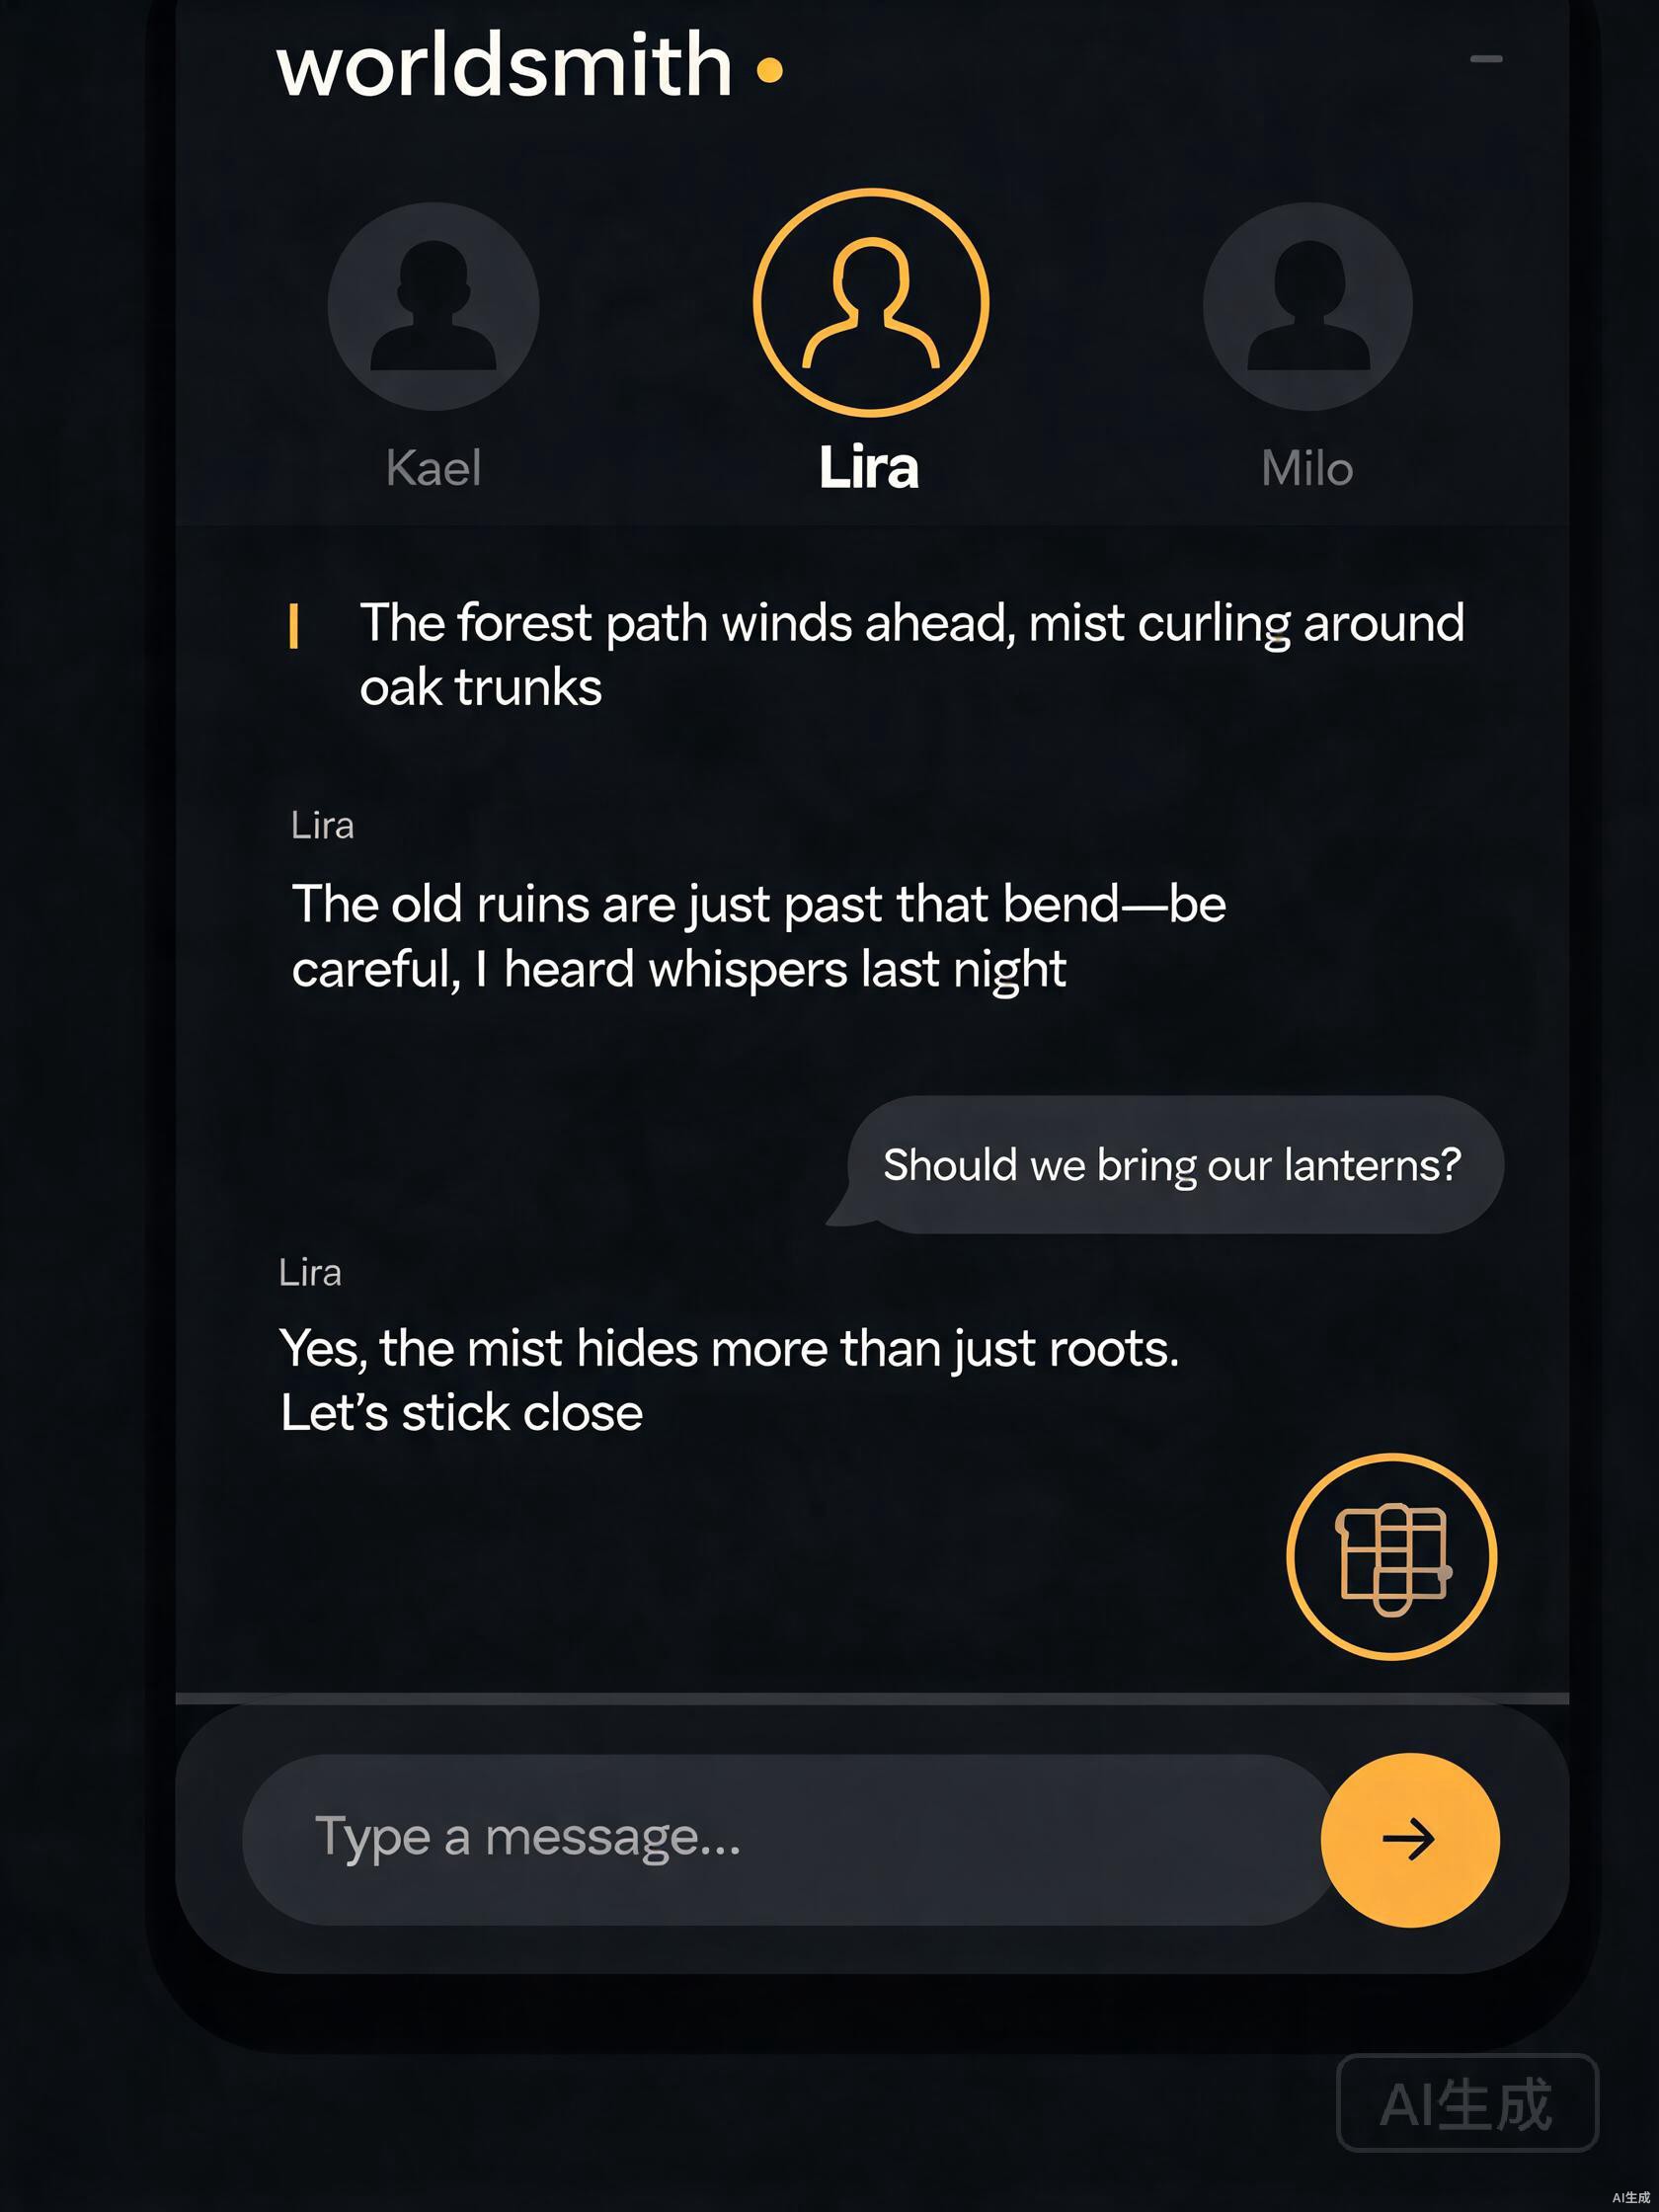 worldsmith
Kael
Lira
Milo
The forest path winds ahead, mist curling around
oak trunks
Lira
The old ruins are just past that bend—be
careful, I heard whispers last night
Should we bring our lanterns?
Lira
Yes, the mist hides more than just roots.
Let’s stick close
Type a message...
AI生成
AI生成